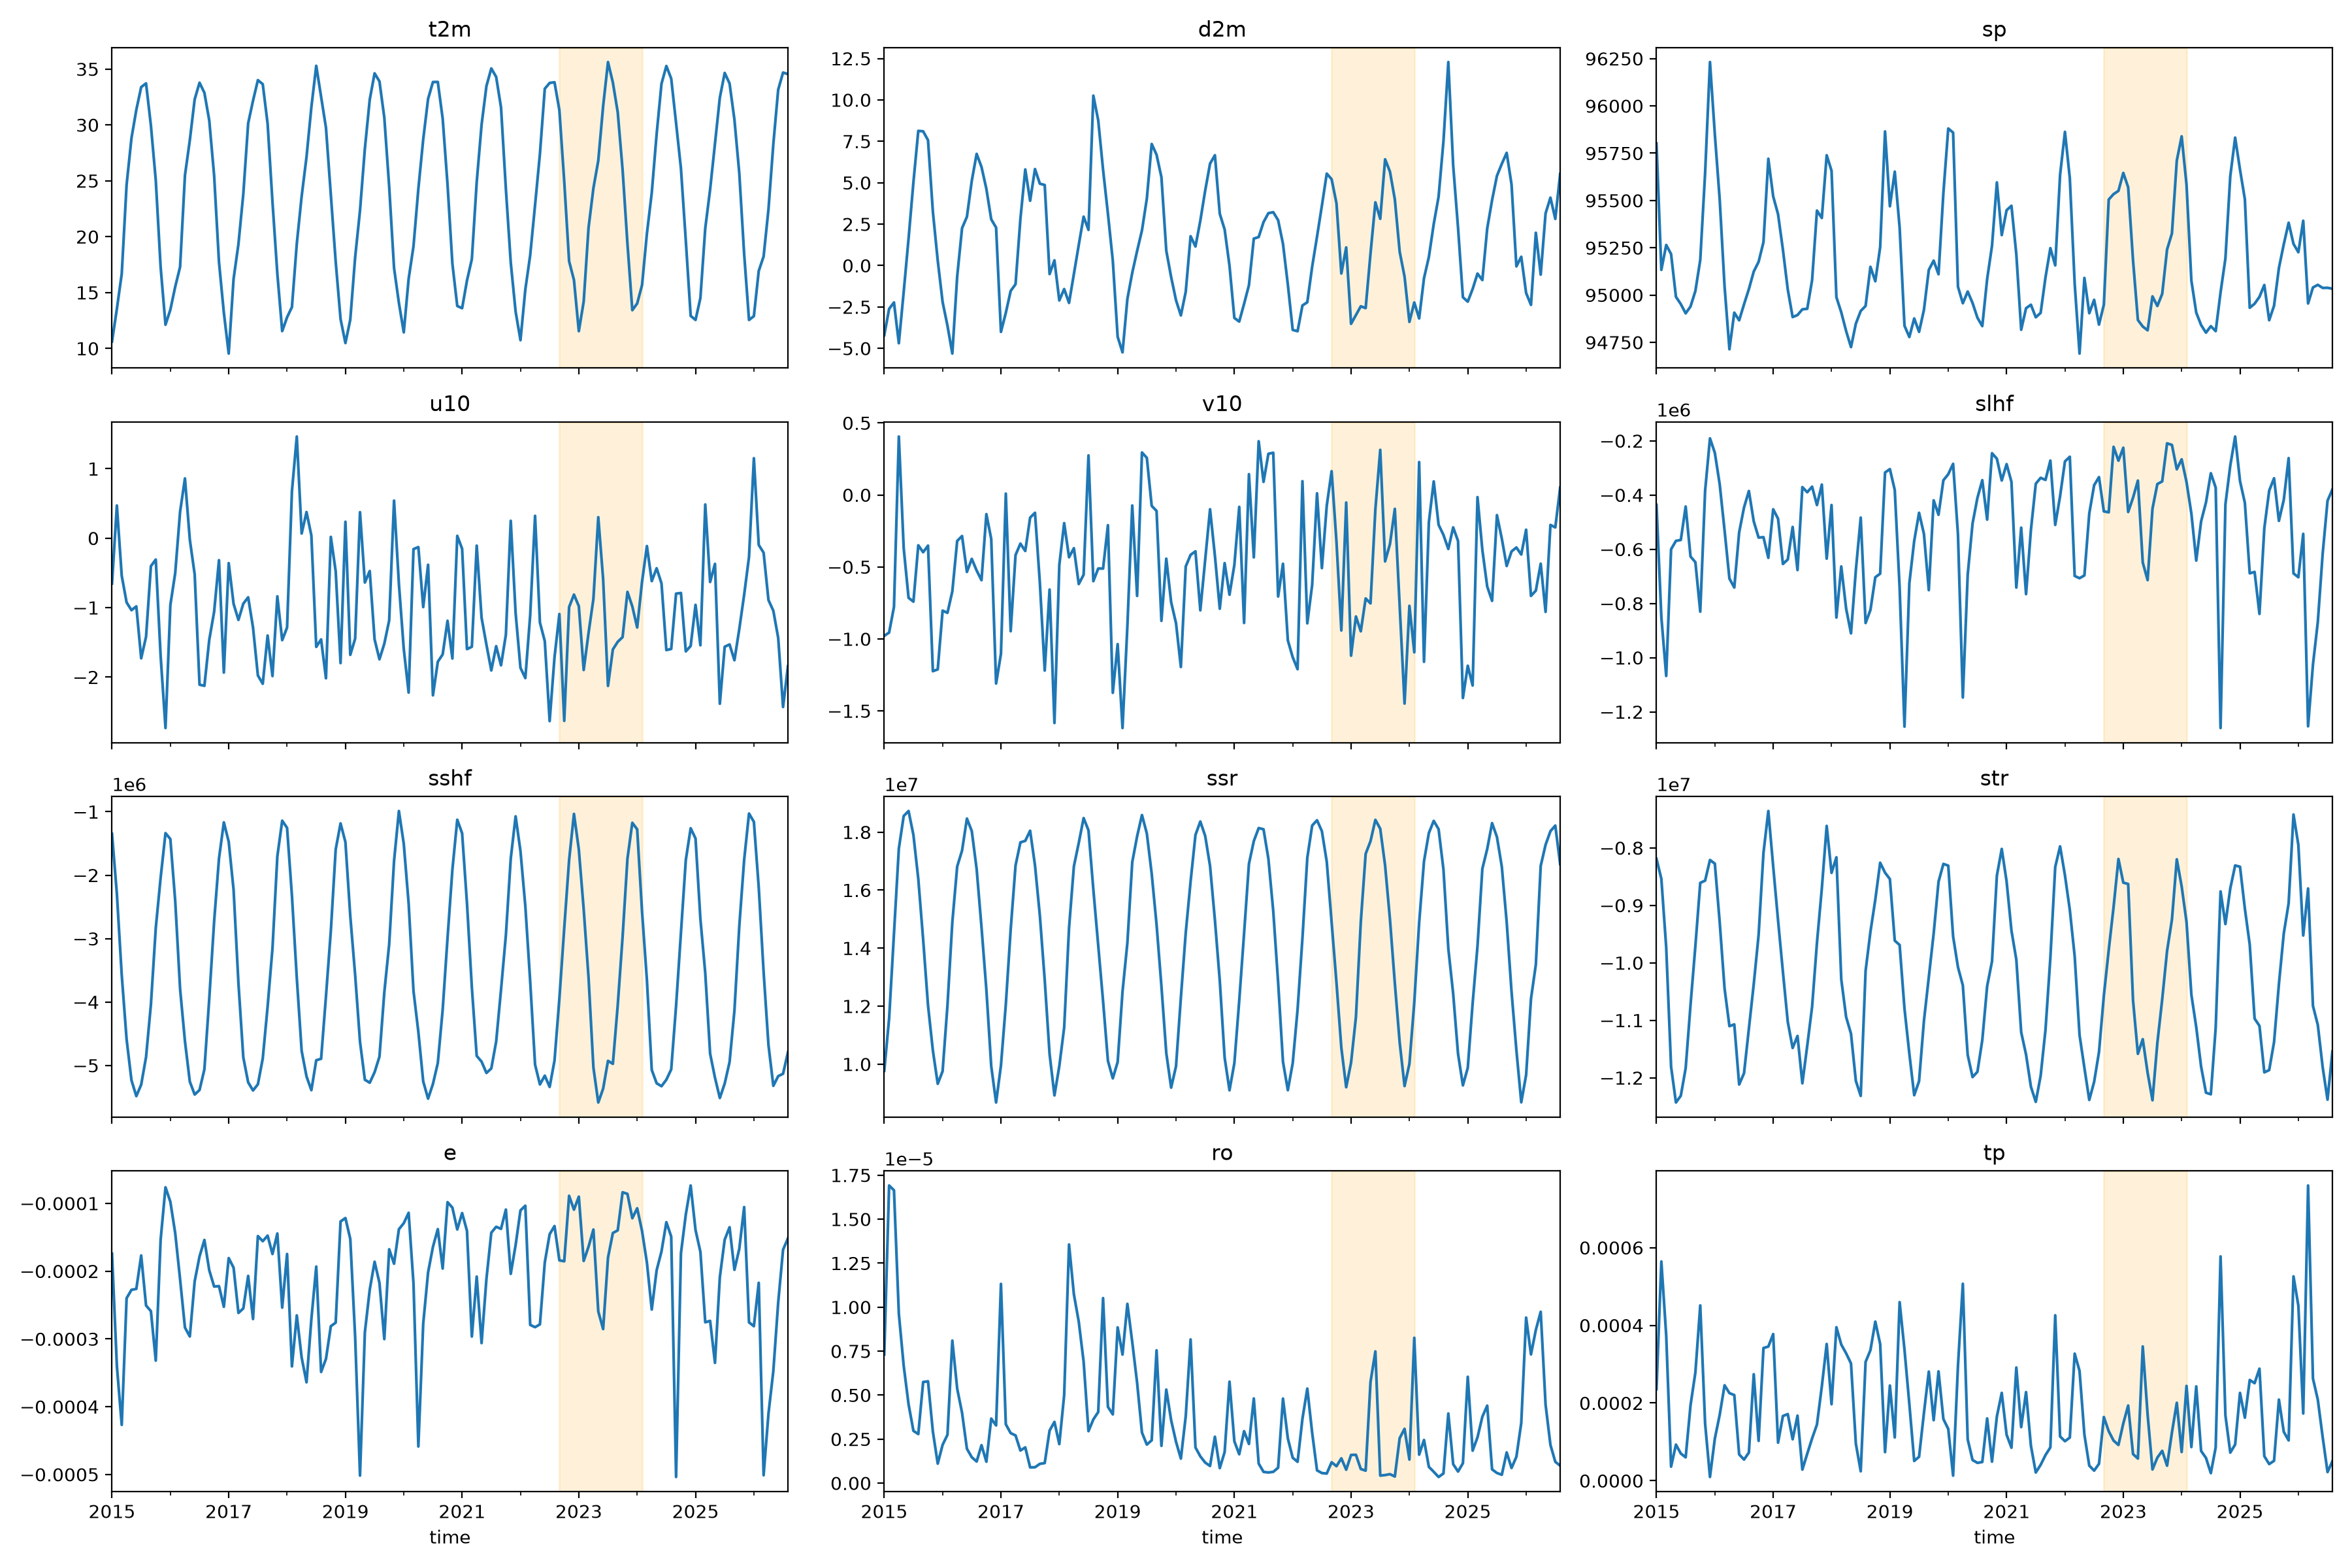 t2m
35
30
25
20
15
10
d2m
12.5
10.0
7.5
5.0
2.5
0.0
−2.5
−5.0
sp
96250
96000
95750
95500
95250
95000
94750
u10
1
0
−1
−2
v10
0.5
0.0
−0.5
−1.0
−1.5
slhf
1e6
−0.2
−0.4
−0.6
−0.8
−1.0
−1.2
sshf
1e6
−1
−2
−3
−4
−5
ssr
1e7
1.8
1.6
1.4
1.2
1.0
str
1e7
−0.8
−0.9
−1.0
−1.1
−1.2
e
−0.0001
−0.0002
−0.0003
−0.0004
−0.0005
2015 2017 2019 2021 2023 2025
time
ro
1e−5
1.75
1.50
1.25
1.00
0.75
0.50
0.25
0.00
2015 2017 2019 2021 2023 2025
time
tp
0.0006
0.0004
0.0002
0.0000
2015 2017 2019 2021 2023 2025
time